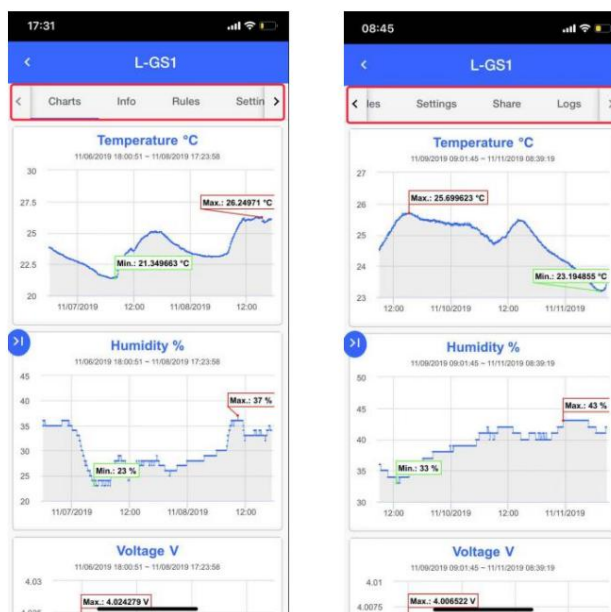 17:31
L-GS1
Charts Info Rules Settin
Temperature °C
11/06/2019 18:00:51 ~ 11/08/2019 17:23:58
30
27.5
25
22.5
20
Max.: 26.24971 °C
Min.: 21.349663 °C
11/07/2019 12:00 11/08/2019 12:00
Humidity %
11/06/2019 18:00:51 ~ 11/08/2019 17:23:58
45
40
35
30
25
20
Max.: 37 %
Min.: 23 %
11/07/2019 12:00 11/08/2019 12:00
Voltage V
11/06/2019 18:00:51 ~ 11/08/2019 17:23:58
4.03
Max.: 4.024279 V
08:45
L-GS1
les Settings Share Logs
Temperature °C
11/09/2019 09:01:45 ~ 11/11/2019 08:39:19
27
26
25
24
23
Max.: 25.699623 °C
Min.: 23.194855 °C
12:00 11/10/2019 12:00 11/11/2019
Humidity %
11/09/2019 09:01:45 ~ 11/11/2019 08:39:19
50
45
40
35
30
Max.: 43 %
Min.: 33 %
12:00 11/10/2019 12:00 11/11/2019
Voltage V
11/09/2019 09:01:45 ~ 11/11/2019 08:39:19
4.01
4.0075
Max.: 4.006522 V